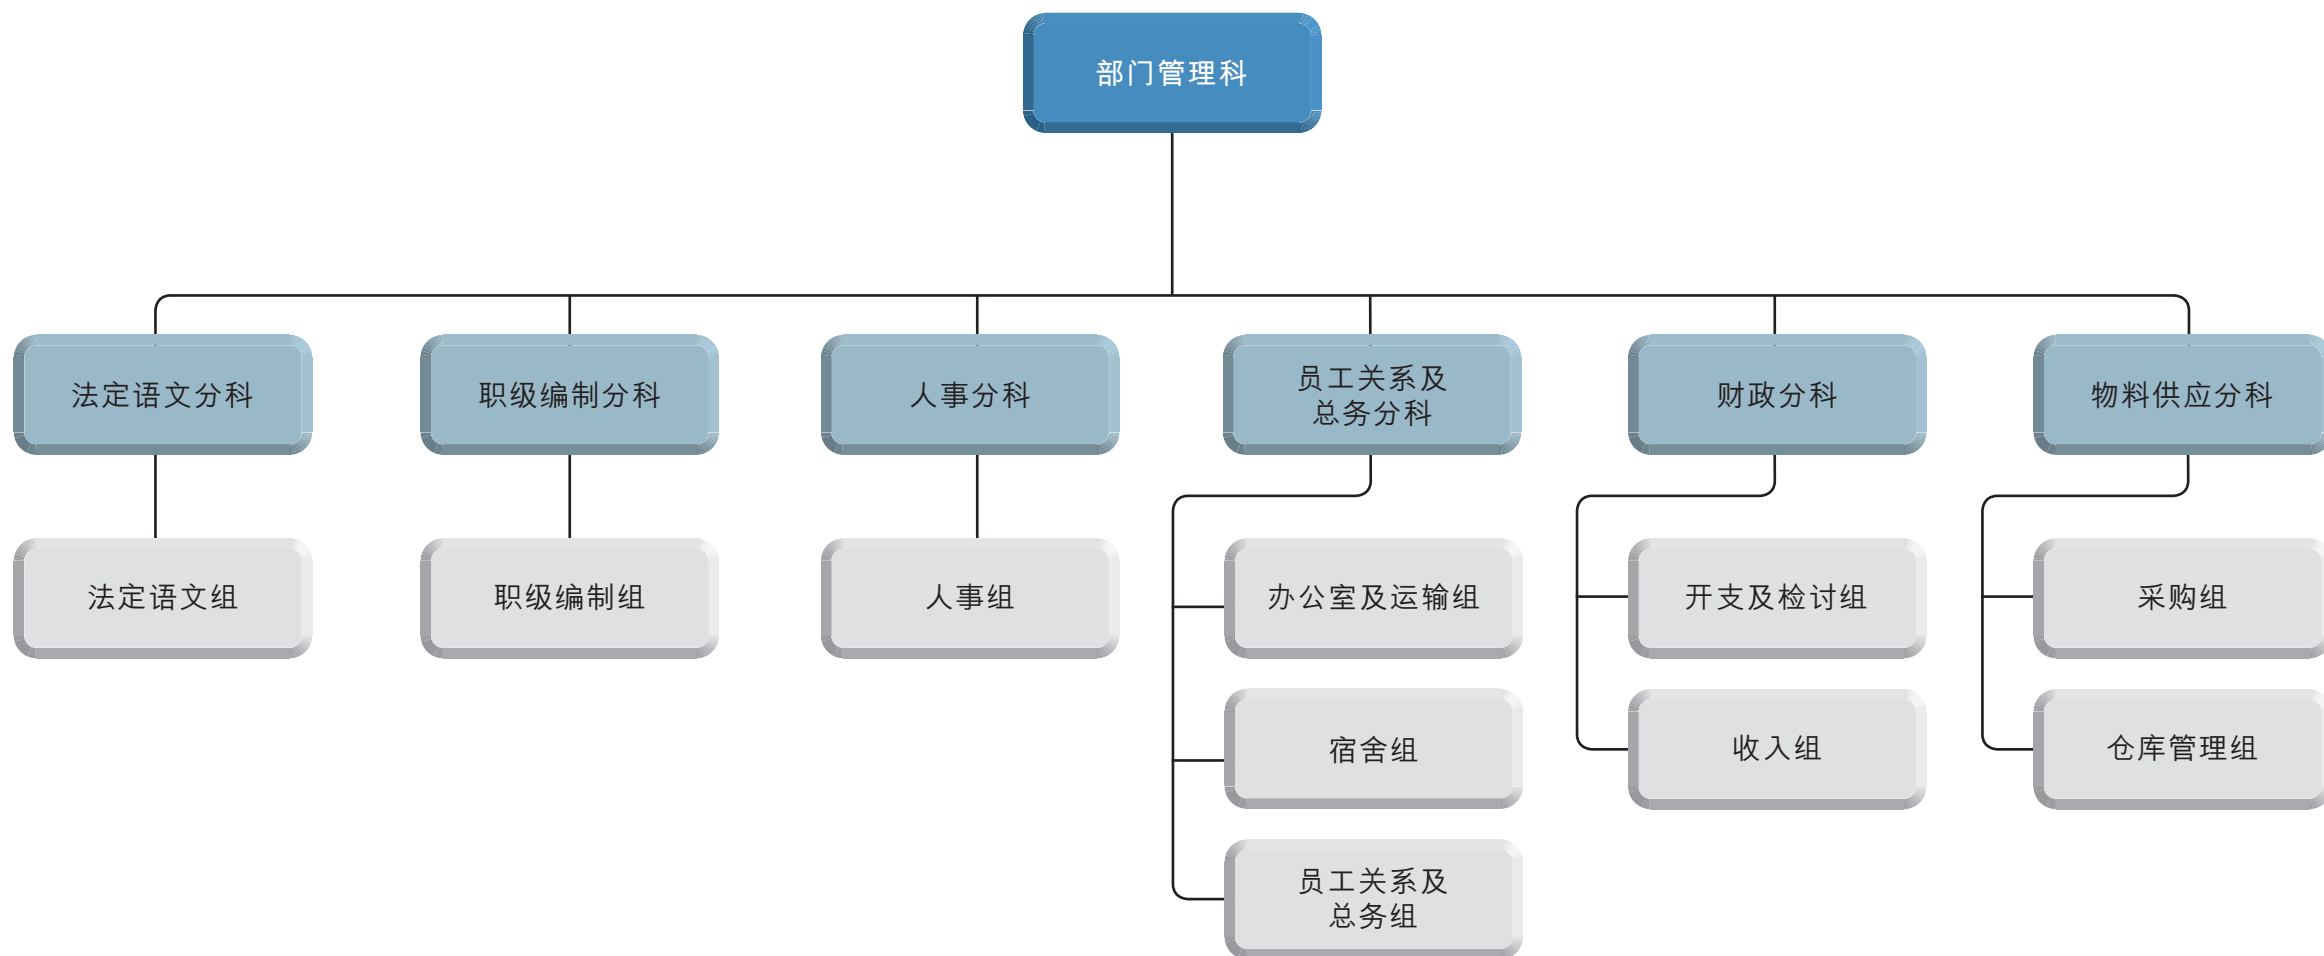 部门管理科
法定语文分科
职级编制分科
人事分科
员工关系及
总务分科
财政分科
物料供应分科
法定语文组
职级编制组
人事组
办公室及运输组
开支及检讨组
采购组
宿舍组
收入组
仓库管理组
员工关系及
总务组